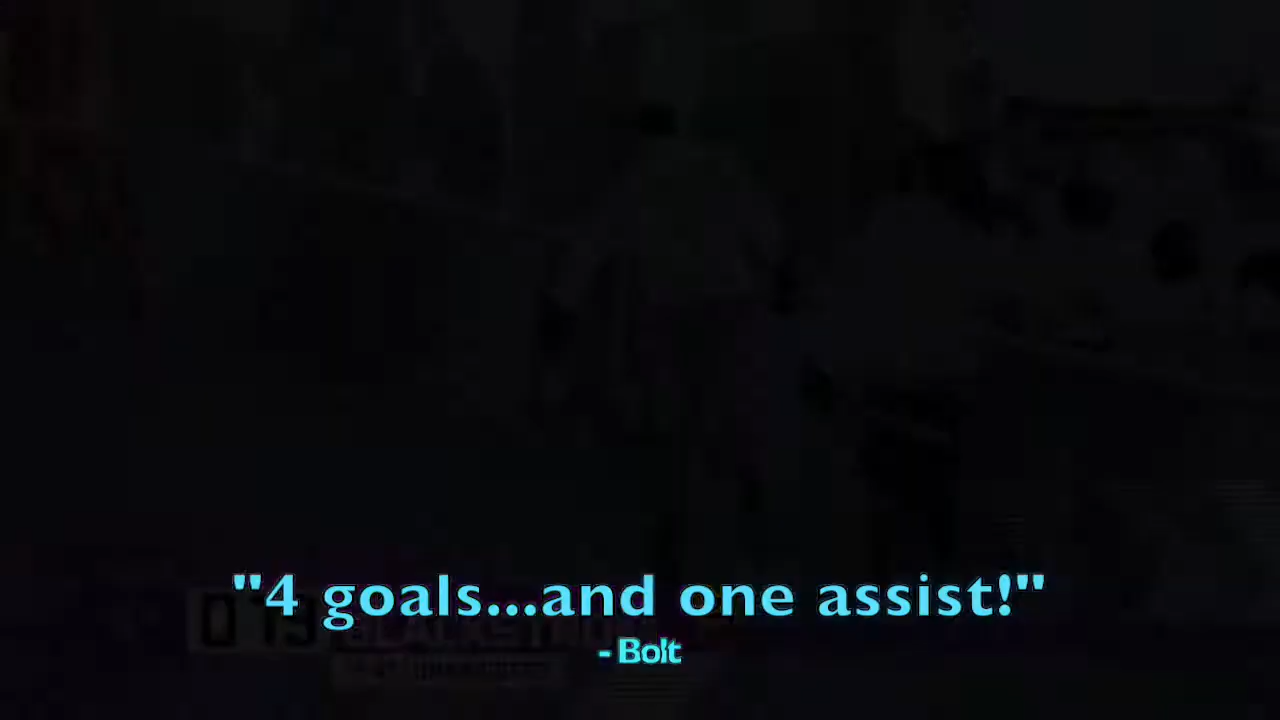 "4 goals...and one assist!"
- Bolt